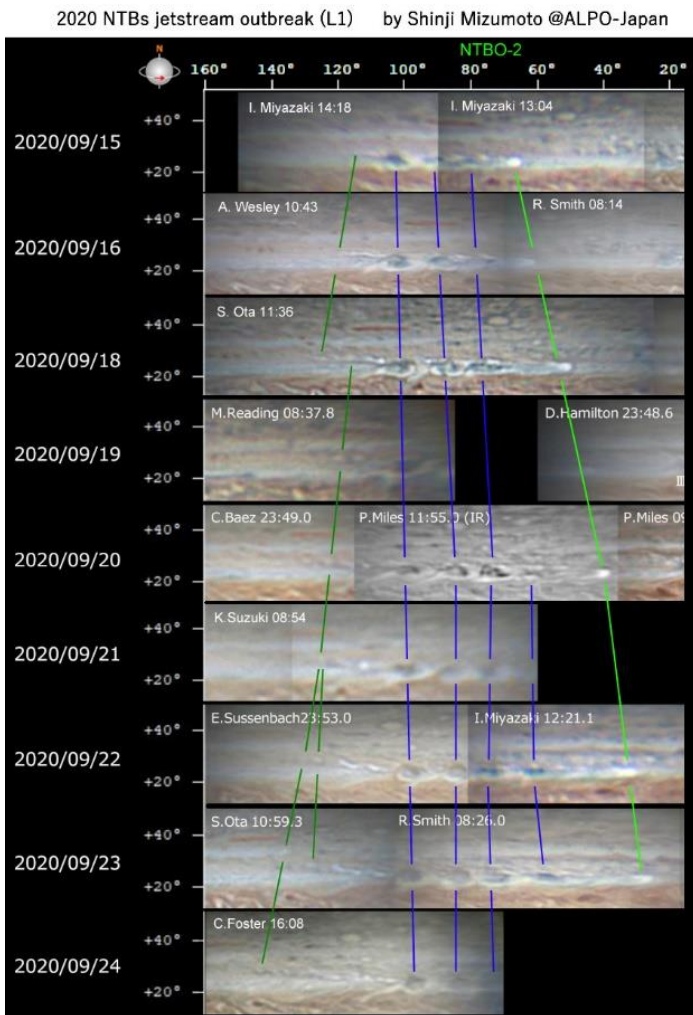 2020 NTBs jetstream outbreak (L1) by Shinji Mizumoto @ALPO-Japan
NTBO-2
N
160° 140° 120° 100° 80° 60° 40° 20°
2020/09/15
+40°
+20°
I. Miyazaki 14:18
I. Miyazaki 13:04
2020/09/16
+40°
+20°
A. Wesley 10:43
R. Smith 08:14
2020/09/18
+40°
+20°
S. Ota 11:36
2020/09/19
+40°
+20°
M.Reading 08:37.8
D.Hamilton 23:48.6
III
2020/09/20
+40°
+20°
C.Baez 23:49.0
P.Miles 11:55.0 (IR)
P.Miles 09
2020/09/21
+40°
+20°
K.Suzuki 08:54
2020/09/22
+40°
+20°
E.Sussenbach23:53.0
I.Miyazaki 12:21.1
2020/09/23
+40°
+20°
S.Ota 10:59.3
R.Smith 08:26.0
2020/09/24
+40°
+20°
C.Foster 16:08